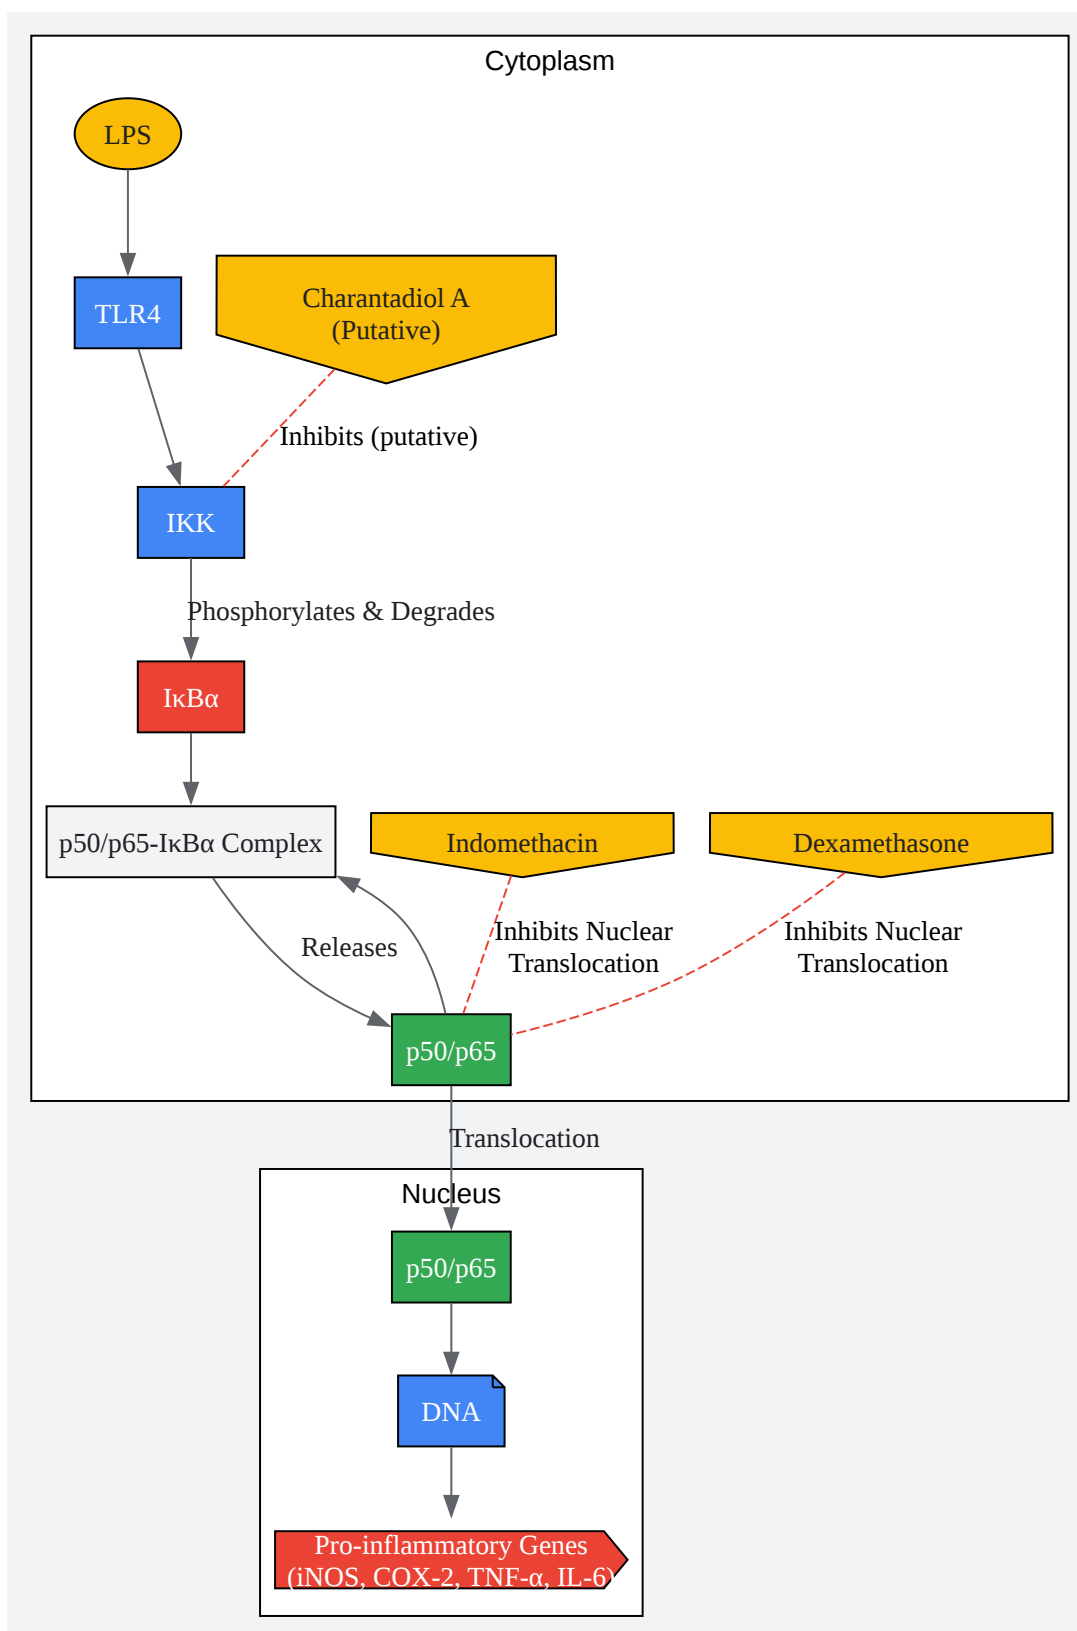 Cytoplasm
LPS
TLR4
Charantadiol A
(Putative)
Inhibits (putative)
IKK
Phosphorylates & Degrades
IκBα
p50/p65-IκBα Complex
Indomethacin
Dexamethasone
Releases
Inhibits Nuclear
Translocation
Inhibits Nuclear
Translocation
p50/p65
Translocation
Nucleus
p50/p65
DNA
Pro-inflammatory Genes
(iNOS, COX-2, TNF-α, IL-6)